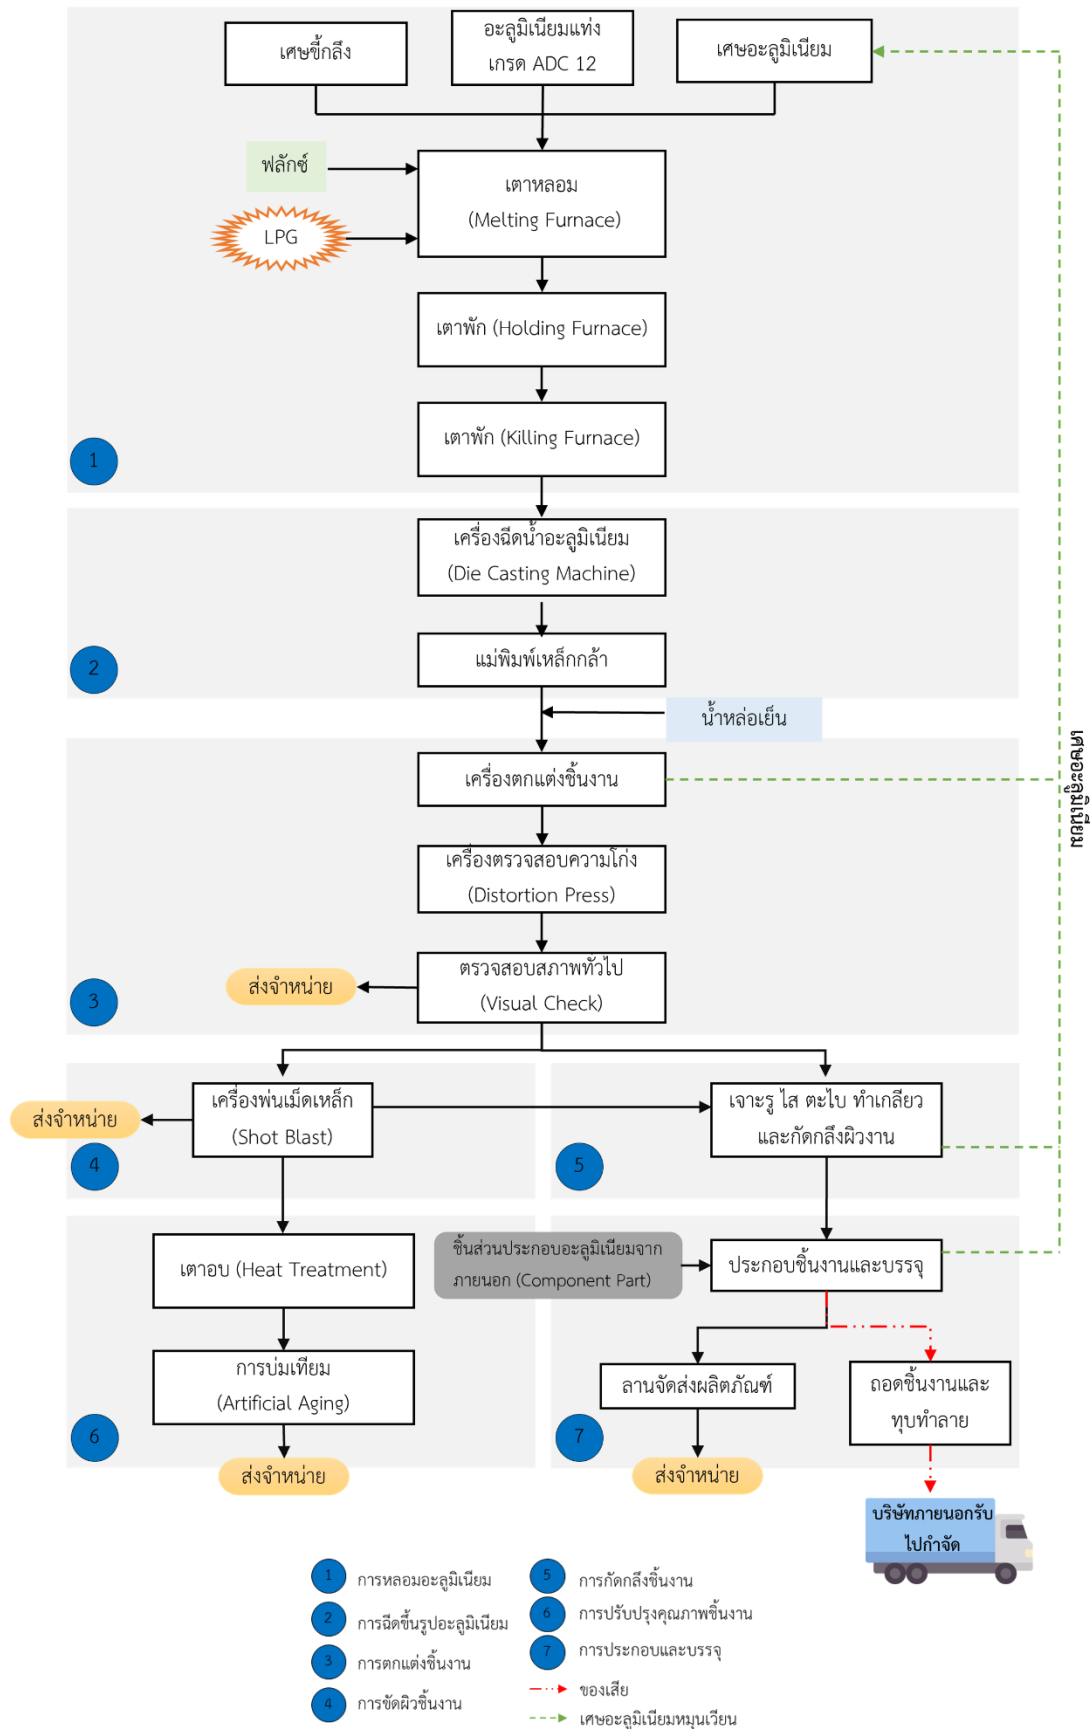 เศษขี้กลึง
อะลูมิเนียมแท่ง
เกรด ADC 12
เศษอะลูมิเนียม
ฟลักซ์
LPG
เตาหลอม
(Melting Furnace)
เตาพัก (Holding Furnace)
เตาพัก (Killing Furnace)
1
เครื่องฉีดน้ำอะลูมิเนียม
(Die Casting Machine)
แม่พิมพ์เหล็กกล้า
2
น้ำหล่อเย็น
เศษอะลูมิเนียม
เครื่องตกแต่งชิ้นงาน
เครื่องตรวจสอบความโก่ง
(Distortion Press)
ตรวจสอบสภาพทั่วไป
(Visual Check)
ส่งจำหน่าย
3
เครื่องพ่นเม็ดเหล็ก
(Shot Blast)
ส่งจำหน่าย
4
เจาะรู ไส ตะไบ ทำเกลียว
และกัดกลึงผิวงาน
5
เตาอบ (Heat Treatment)
การบ่มเทียม
(Artificial Aging)
6
ส่งจำหน่าย
ชิ้นส่วนประกอบอะลูมิเนียมจาก
ภายนอก (Component Part)
ประกอบชิ้นงานและบรรจุ
ลานจัดส่งผลิตภัณฑ์
ถอดชิ้นงานและ
ทุบทำลาย
7
ส่งจำหน่าย
บริษัทภายนอกรับ
ไปกำจัด
1 การหลอมอะลูมิเนียม
2 การฉีดขึ้นรูปอะลูมิเนียม
3 การตกแต่งชิ้นงาน
4 การขัดผิวชิ้นงาน
5 การกัดกลึงชิ้นงาน
6 การปรับปรุงคุณภาพชิ้นงาน
7 การประกอบและบรรจุ
ของเสีย
เศษอะลูมิเนียมหมุนเวียน